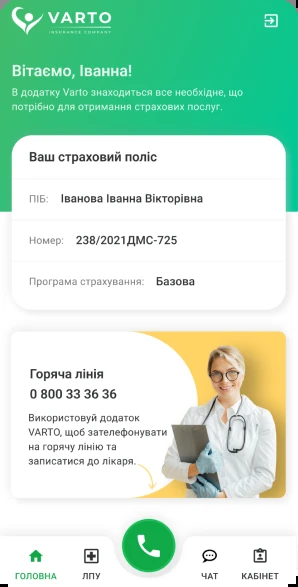 VARTO
INSURANCE COMPANY
Вітаємо, Іванна!
В додатку Varto знаходиться все необхідне, що
потрібно для отримання страхових послуг.
Ваш страховий поліс
ПІБ: Іванова Іванна Вікторівна
Номер: 238/2021ДМС-725
Програма страхування: Базова
Горяча лінія
0 800 33 36 36
Використовуй додаток
VARTO, щоб зателефонувати
на горячу лінію та
записатися до лікаря.
ГОЛОВНА ЛПУ ЧАТ КАБІНЕТ